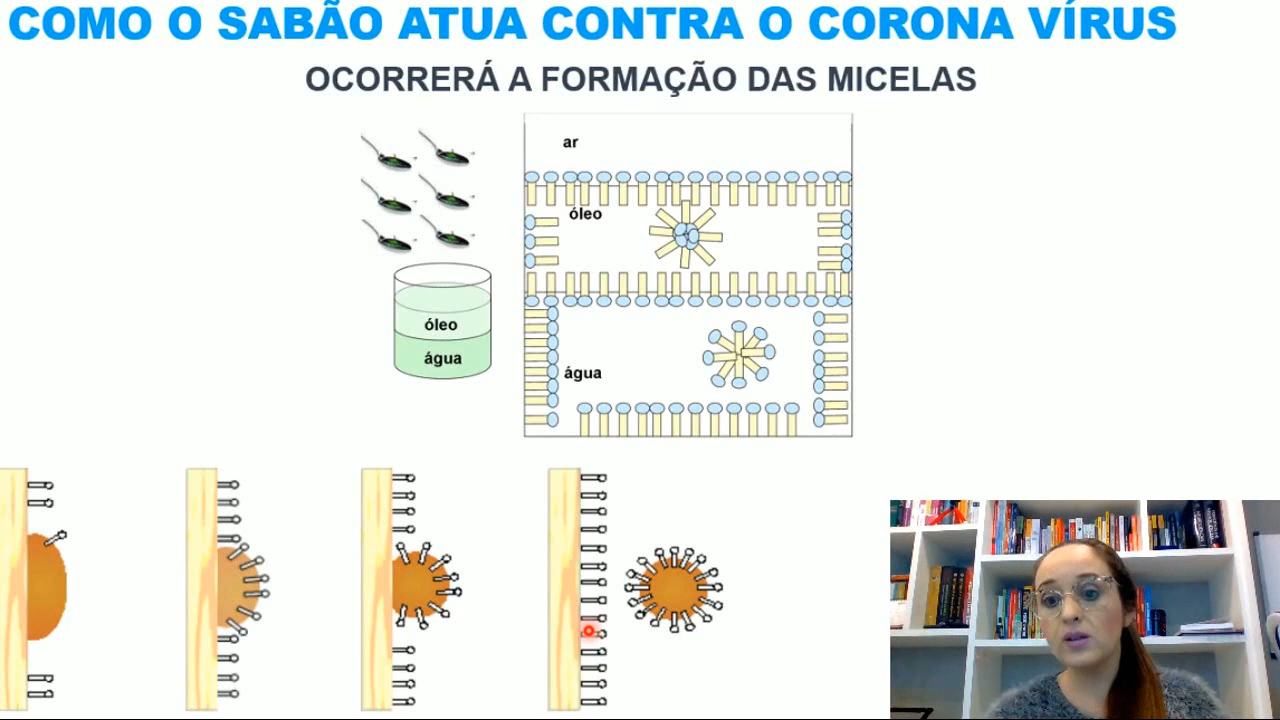 COMO O SABÃO ATUA CONTRA O CORONA VÍRUS
OCORRERÁ A FORMAÇÃO DAS MICELAS
ar
óleo
óleo
água
água